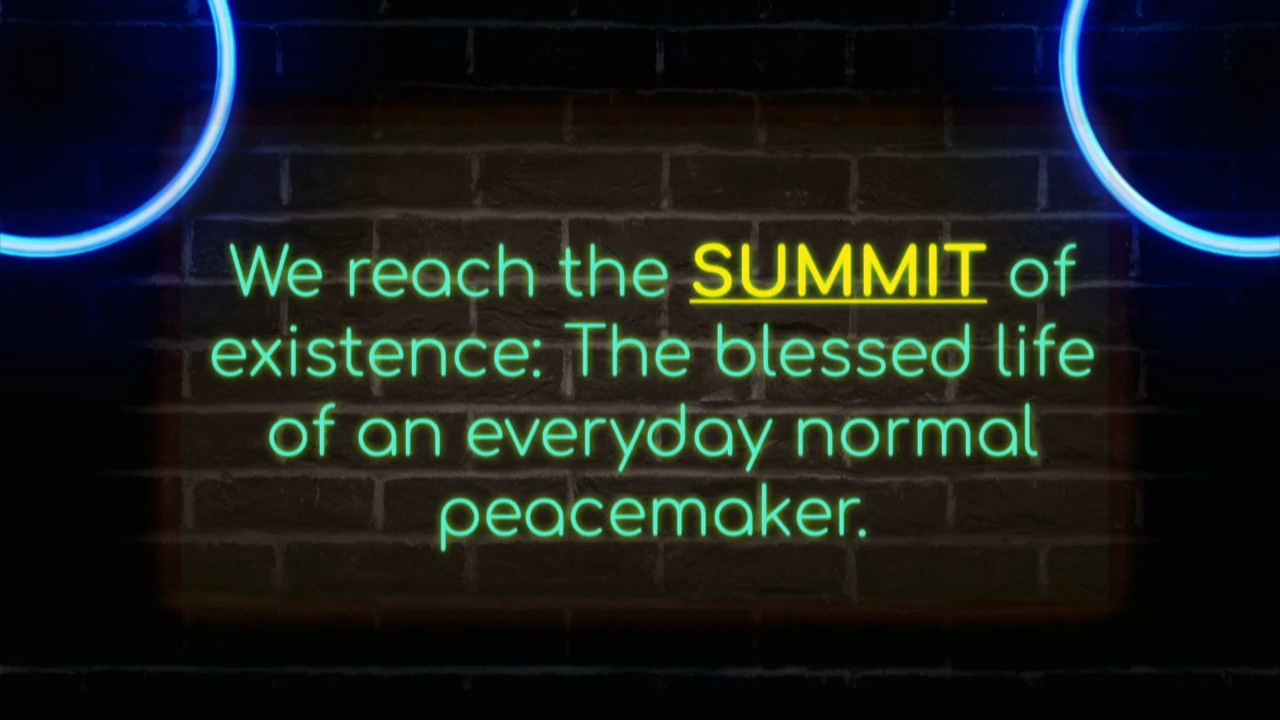 We reach the SUMMIT of
existence: The blessed life
of an everyday normal
peacemaker.